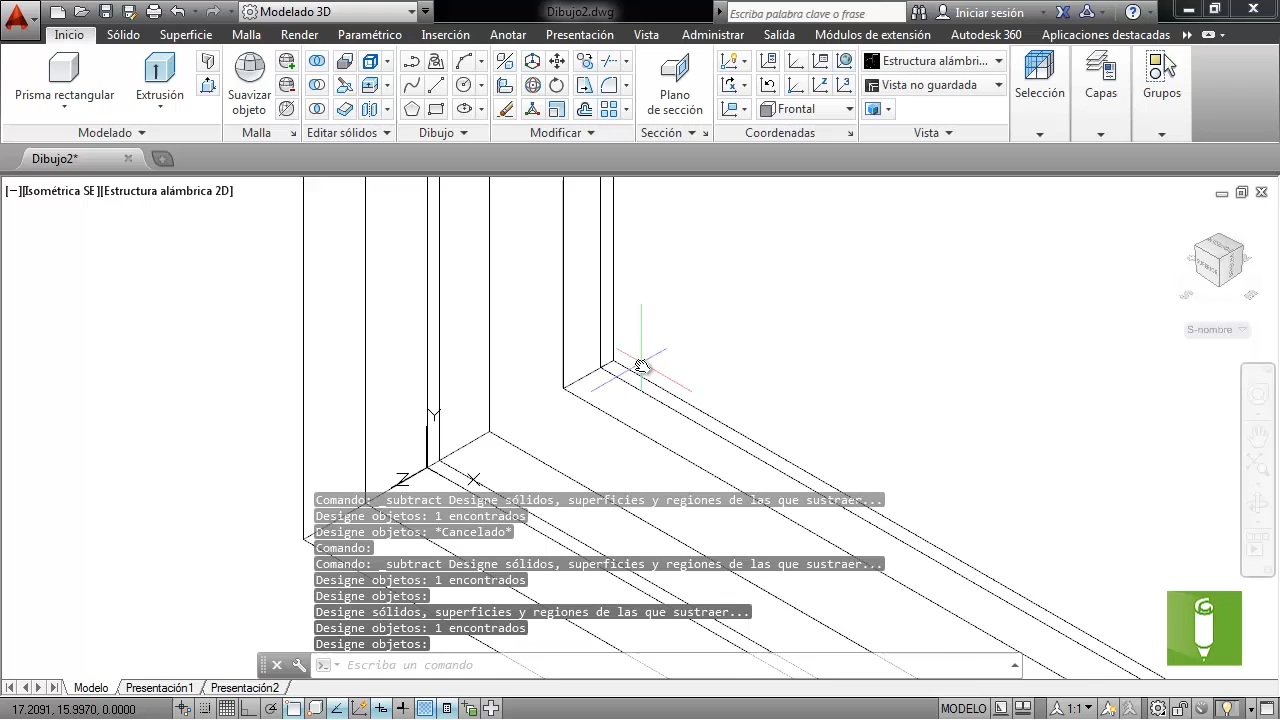 Modelado 3D
Dibujo2.dwg
Escriba palabra clave o frase
Iniciar sesión
Inicio
Sólido
Superficie
Malla
Render
Paramétrico
Inserción
Anotar
Presentación
Vista
Administrar
Salida
Módulos de extensión
Autodesk 360
Aplicaciones destacadas
Prisma rectangular
Extrusión
Suavizar
objeto
Plano
de sección
Frontal
Estructura alámbri...
Vista no guardada
Selección
Capas
Grupos
Modelado
Malla
Editar sólidos
Dibujo
Modificar
Sección
Coordenadas
Vista
Dibujo2*
[−][Isométrica SE][Estructura alámbrica 2D]
S-nombre
Y
Z
X
Comando: _subtract Designe sólidos, superficies y regiones de las que sustraer...
Designe objetos: 1 encontrados
Designe objetos: *Cancelado*
Comando:
Comando: _subtract Designe sólidos, superficies y regiones de las que sustraer...
Designe objetos: 1 encontrados
Designe objetos:
Designe sólidos, superficies y regiones de las que sustraer...
Designe objetos: 1 encontrados
Designe objetos:
Escriba un comando
Modelo
Presentación1
Presentación2
17.2091, 15.9970, 0.0000
MODELO
1:1